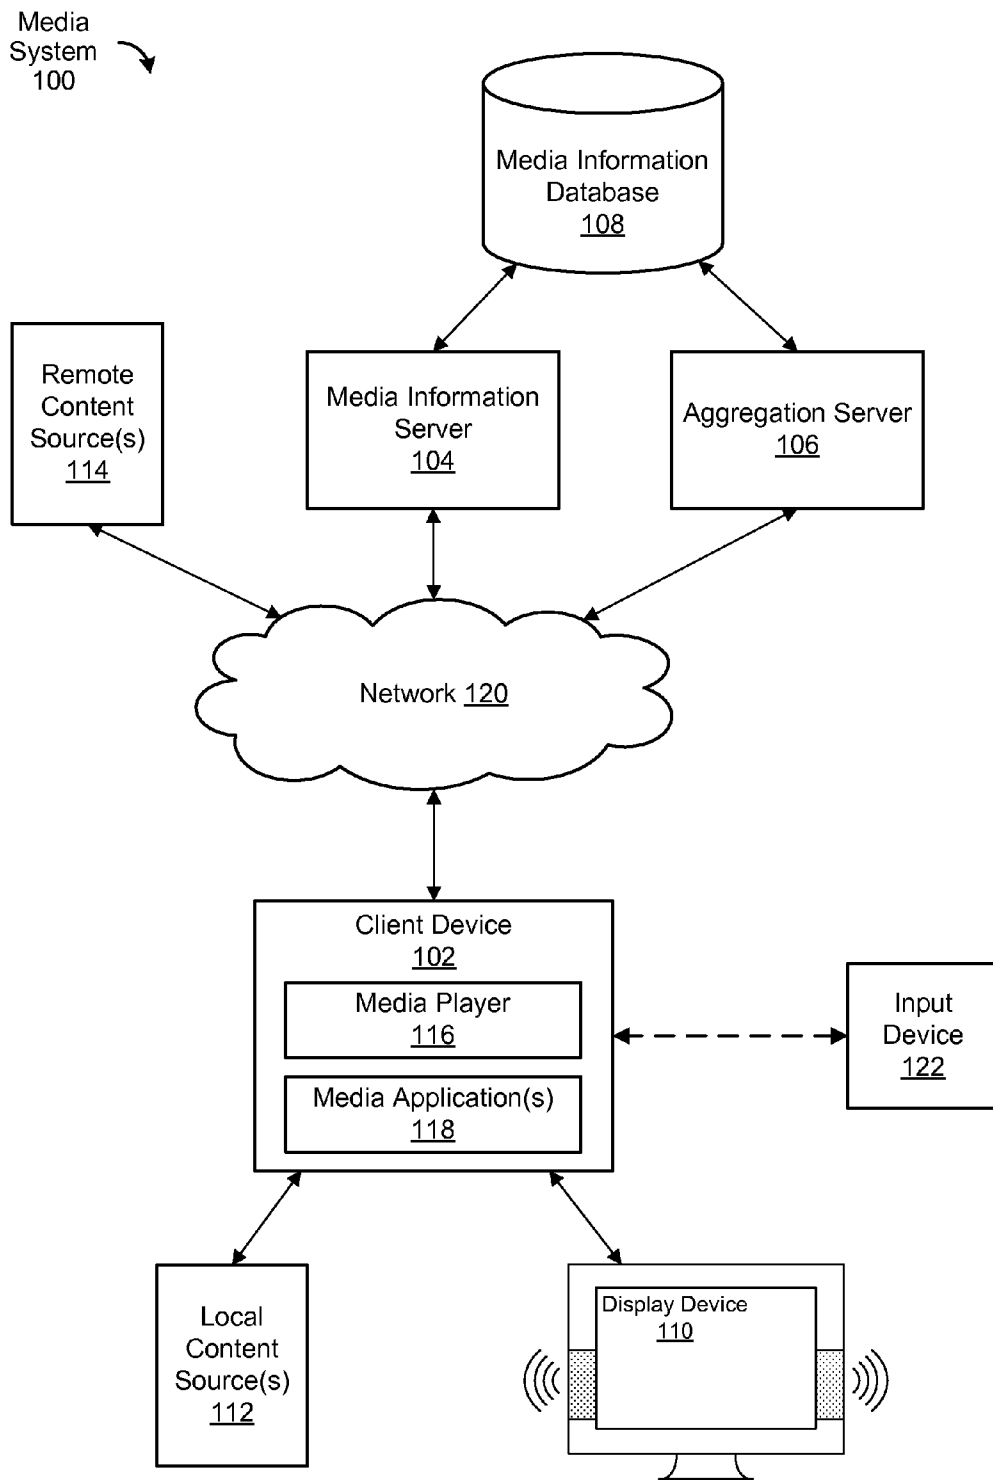 Media
System
100
Media Information
Database
108
Remote
Content
Source(s)
114
Media Information
Server
104
Aggregation Server
106
Network 120
Client Device
102
Media Player
116
Media Application(s)
118
Input
Device
122
Local
Content
Source(s)
112
Display Device
110